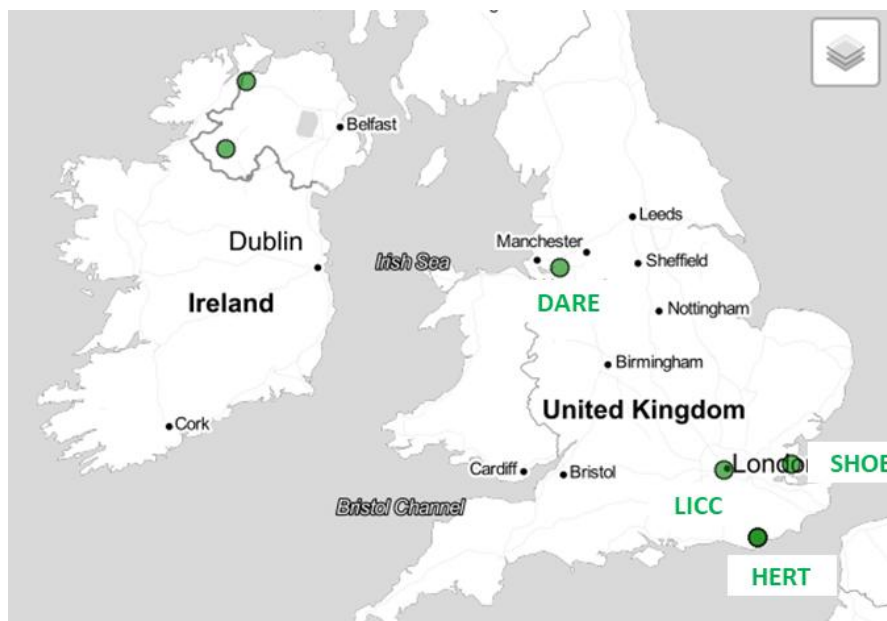 Belfast
Leeds
Dublin
Manchester
Irish Sea
Sheffield
Ireland
DARE
Nottingham
Birmingham
United Kingdom
Cork
Cardiff
Bristol
London
SHOE
Bristol Channel
LICC
HERT